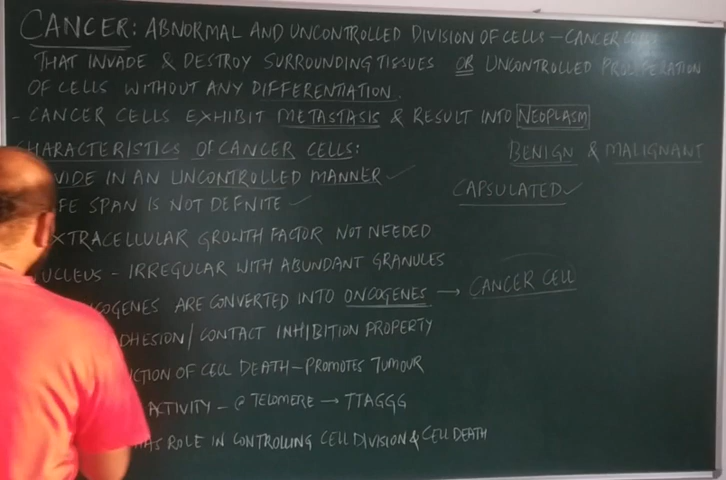 CANCER: ABNORMAL AND UNCONTROLLED DIVISION OF CELLS – CANCER
THAT INVADE & DESTROY SURROUNDING TISSUES OR UNCONTROLLED PROLIFERATION
OF CELLS WITHOUT ANY DIFFERENTIATION.
- CANCER CELLS EXHIBIT METASTASIS & RESULT INTO NEOPLASM
CHARACTERISTICS OF CANCER CELLS:
BENIGN & MALIGNANT
VIDE IN AN UNCONTROLLED MANNER ✓
CAPSULATED ✓
FE SPAN IS NOT DEFNITE ✓
XTRACELLULAR GROWTH FACTOR NOT NEEDED
UCLEUS – IRREGULAR WITH ABUNDANT GRANULES
COGENES ARE CONVERTED INTO ONCOGENES → CANCER CELL
DHESION/CONTACT INHIBITION PROPERTY
CTION OF CELL DEATH – PROMOTES TUMOUR
ACTIVITY – @ TELOMERE → TTAGGG
HAS ROLE IN CONTROLLING CELL DIVISION & CELL DEATH